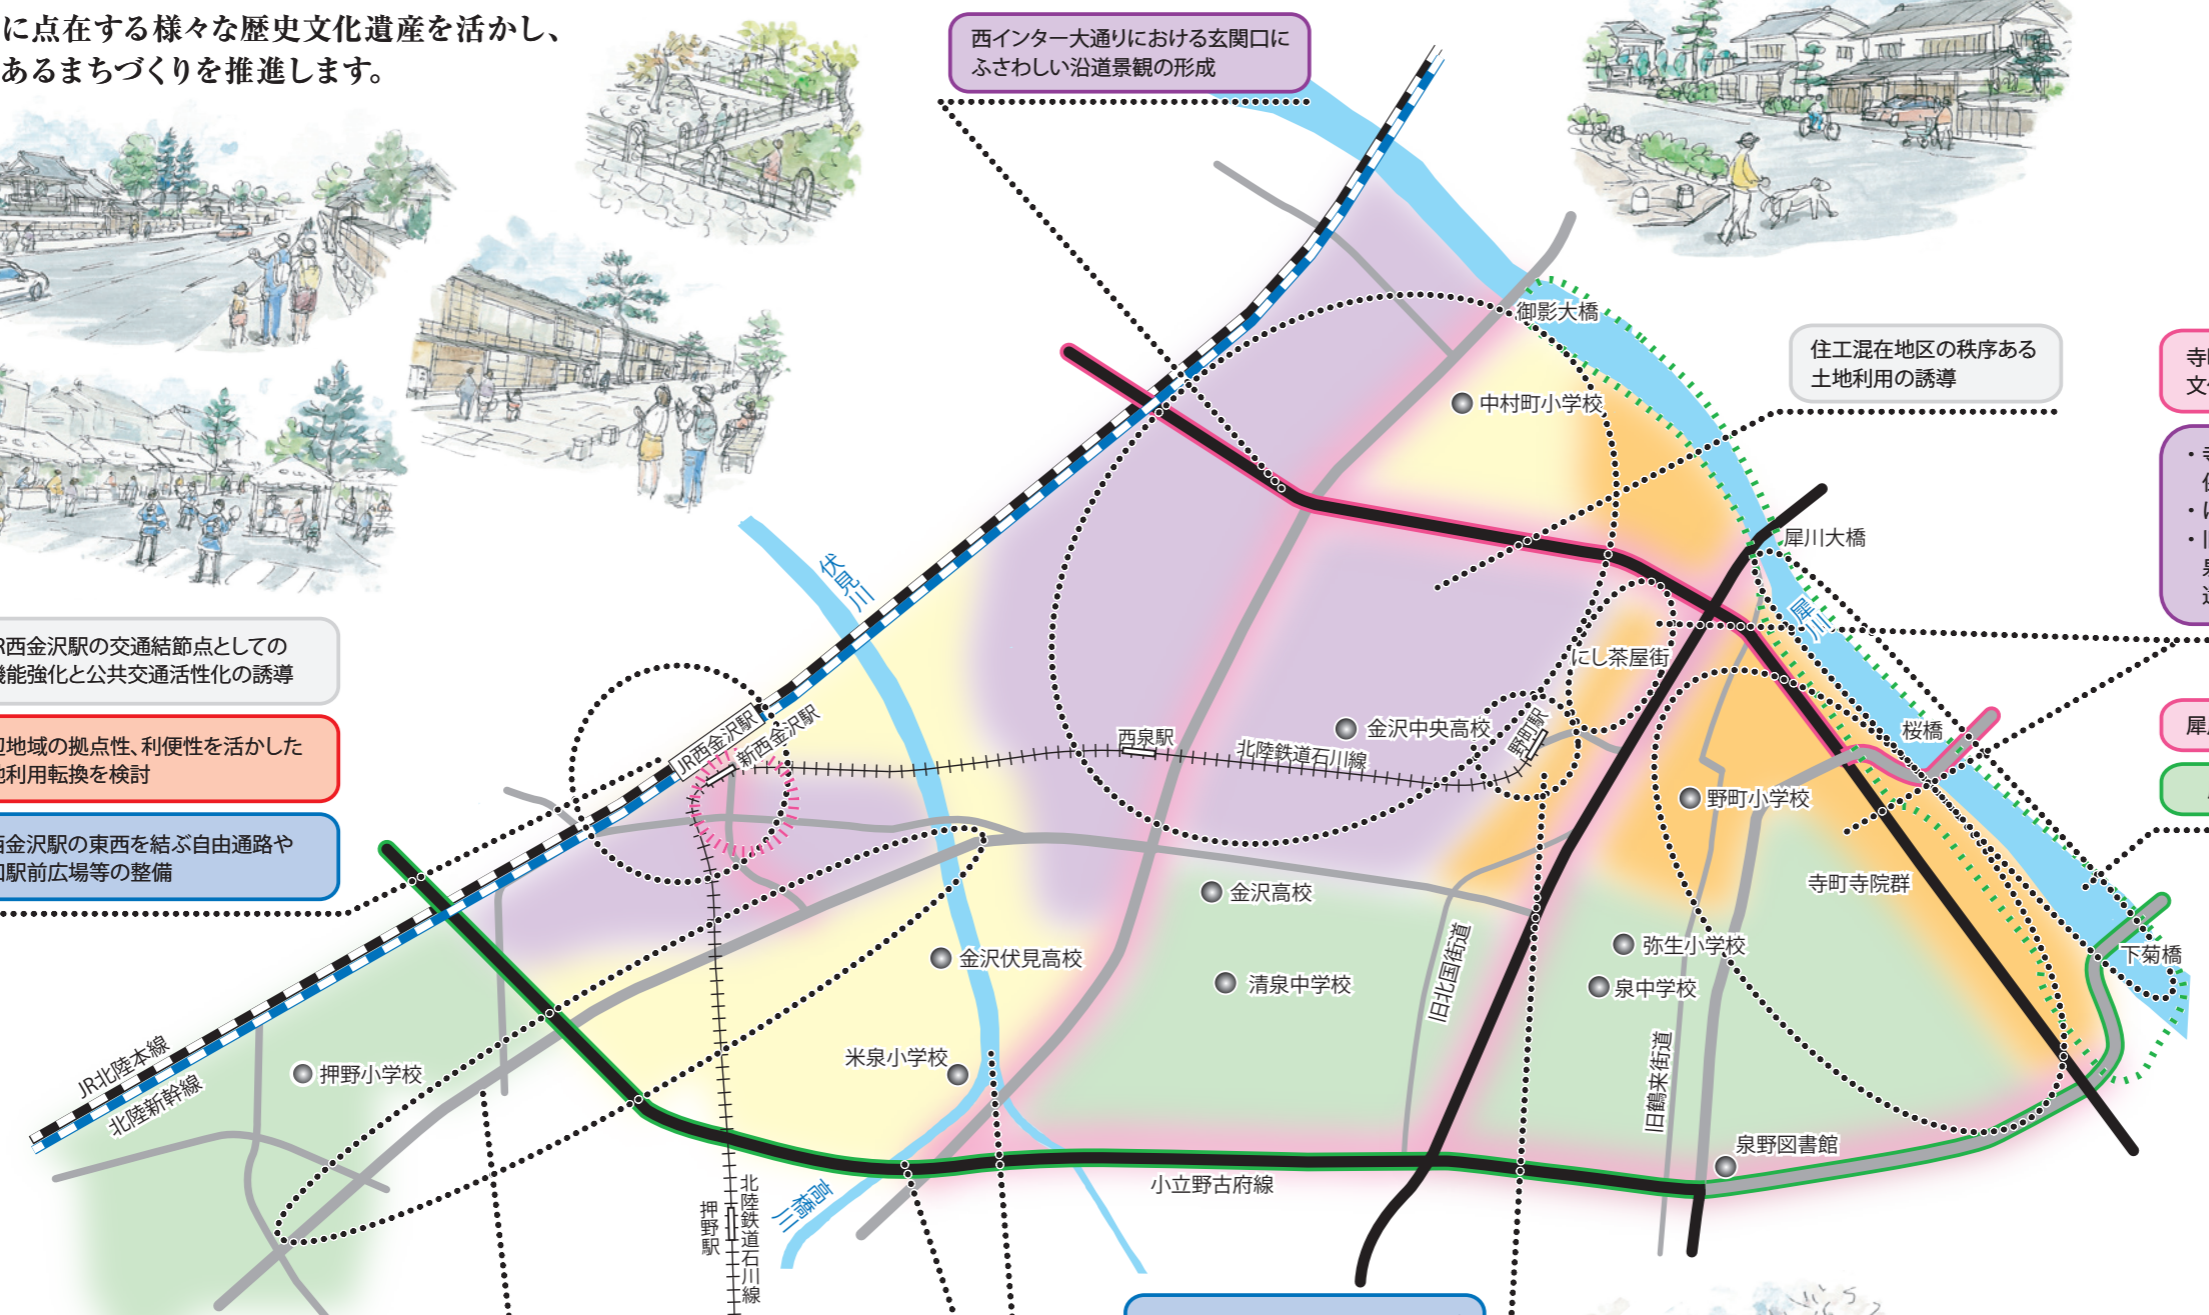 に点在する様々な歴史文化遺産を活かし、
あるまちづくりを推進します。
西インター大通りにおける玄関口に
ふさわしい沿道景観の形成
住工混在地区の秩序ある
土地利用の誘導
寺
文
・
・
・
犀
R西金沢駅の交通結節点としての
機能強化と公共交通活性化の誘導
辺地域の拠点性、利便性を活かした
地利用転換を検討
西金沢駅の東西を結ぶ自由通路や
口駅前広場等の整備
御影大橋
中村町小学校
犀川大橋
犀川
伏見川
にし茶屋街
桜橋
JR西金沢駅
新西金沢駅
西泉駅
北陸鉄道石川線
金沢中央高校
野町駅
野町小学校
寺町寺院群
金沢高校
弥生小学校
下菊橋
金沢伏見高校
清泉中学校
旧北国街道
泉中学校
旧鶴来街道
JR北陸本線
北陸新幹線
押野小学校
米泉小学校
泉野図書館
小立野古府線
高橋川
押野駅
北陸鉄道石川線